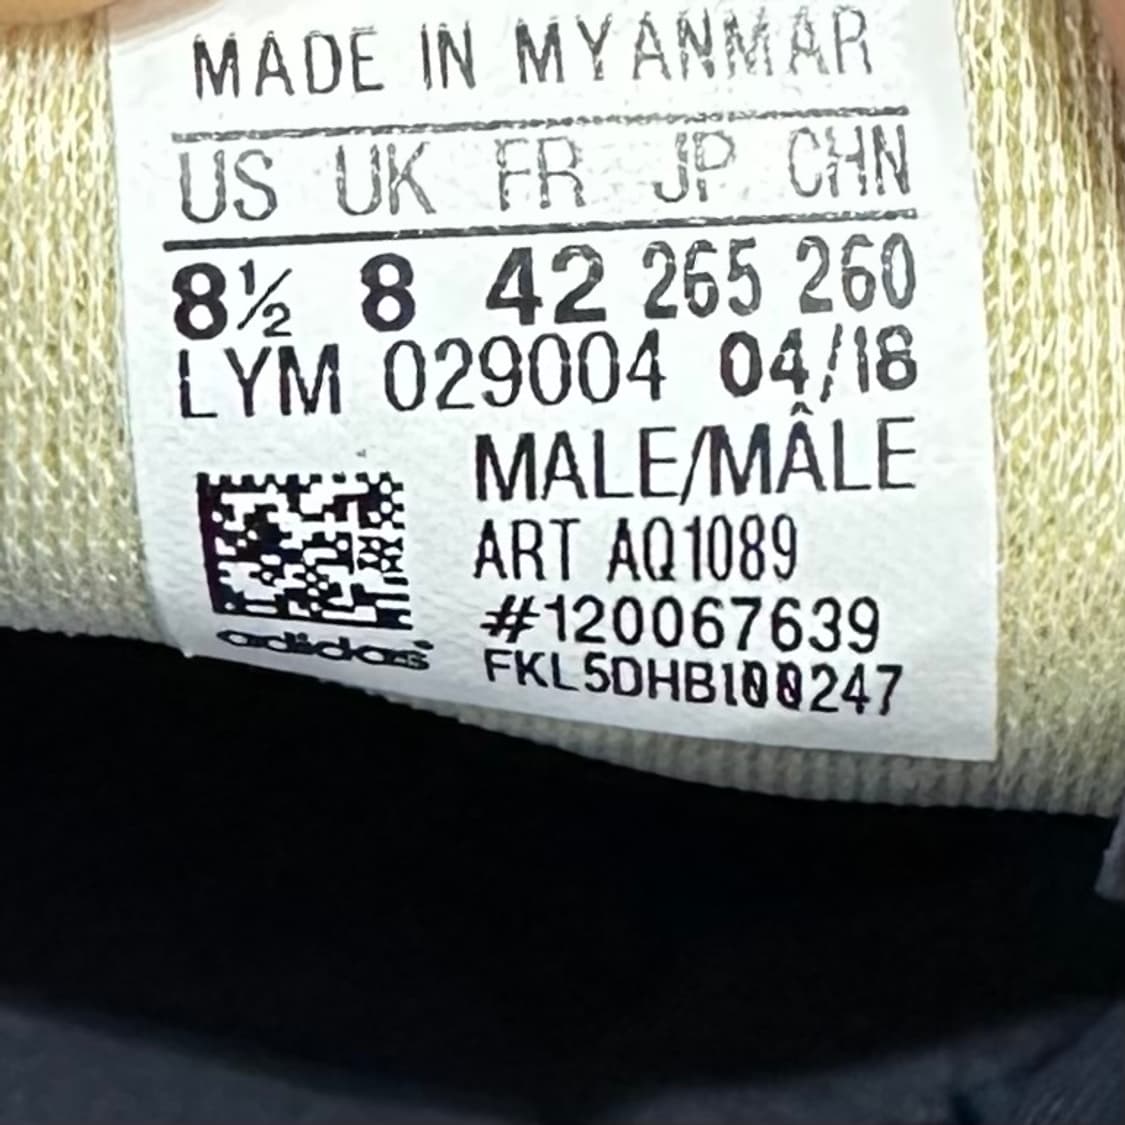 MADE IN MYANMAR
US UK FR JP CHN
8½ 8 42 265 260
LYM 029004 04/18
MALE/MÂLE
ART AQ1089
#120067639
FKL5DHB100247
adidas